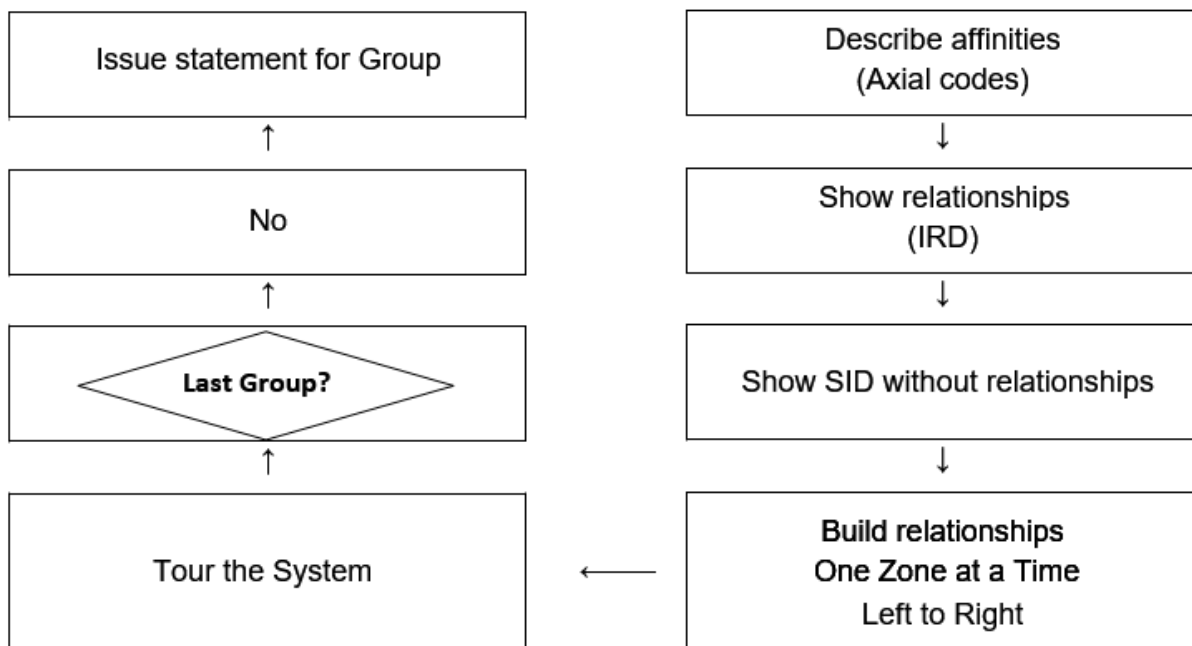 Issue statement for Group
↑
No
↑
Last Group?
↑
Tour the System
←
Describe affinities
(Axial codes)
↓
Show relationships
(IRD)
↓
Show SID without relationships
↓
Build relationships
One Zone at a Time
Left to Right